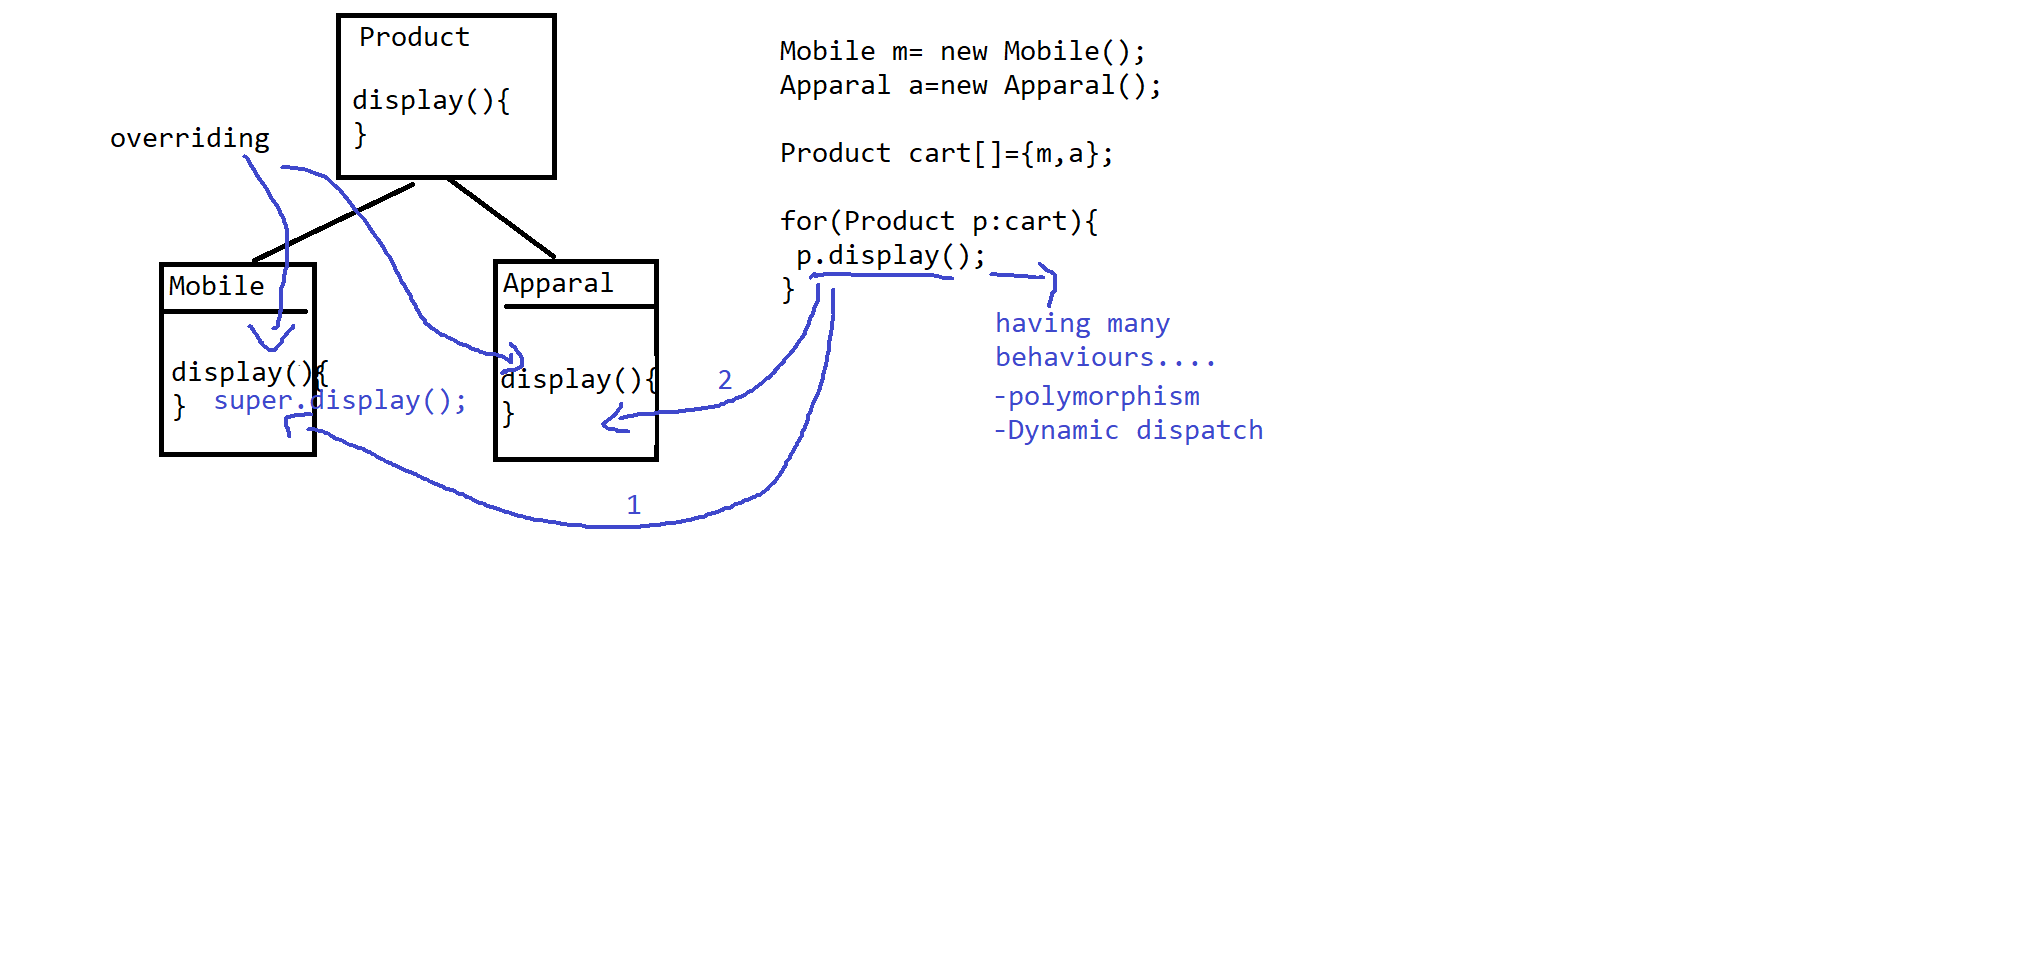 Product
display(){
}
overriding
Mobile
display(){
} super.display();
Apparal
display(){
}
Mobile m= new Mobile();
Apparal a=new Apparal();
Product cart[]={m,a};
for(Product p:cart){
p.display();
}
having many
behaviours....
-polymorphism
-Dynamic dispatch
2
1